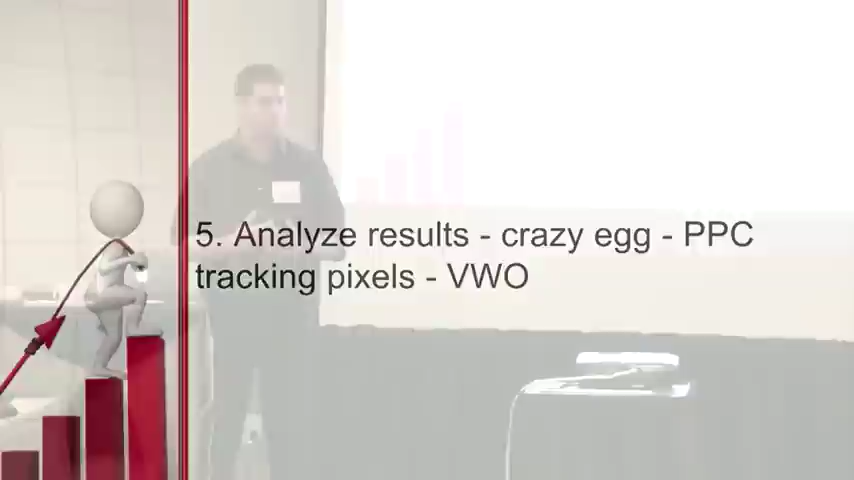 5. Analyze results - crazy egg - PPC
tracking pixels - VWO